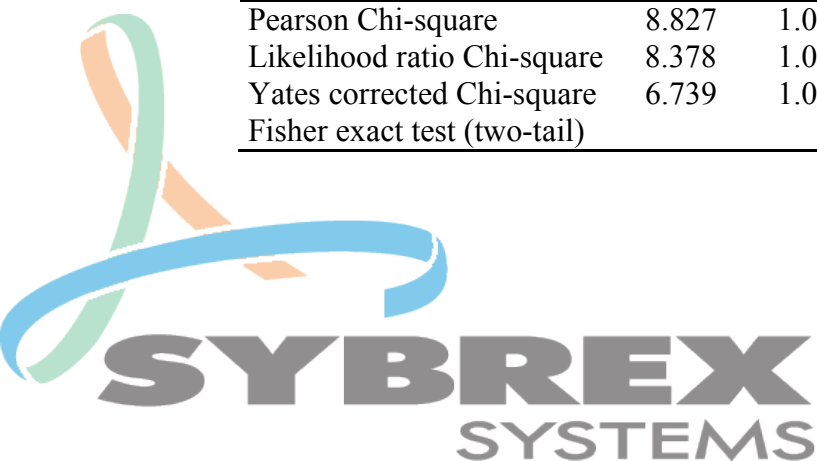 Pearson Chi-square 8.827 1.0
Likelihood ratio Chi-square 8.378 1.0
Yates corrected Chi-square 6.739 1.0
Fisher exact test (two-tail)
SYBREX
SYSTEMS